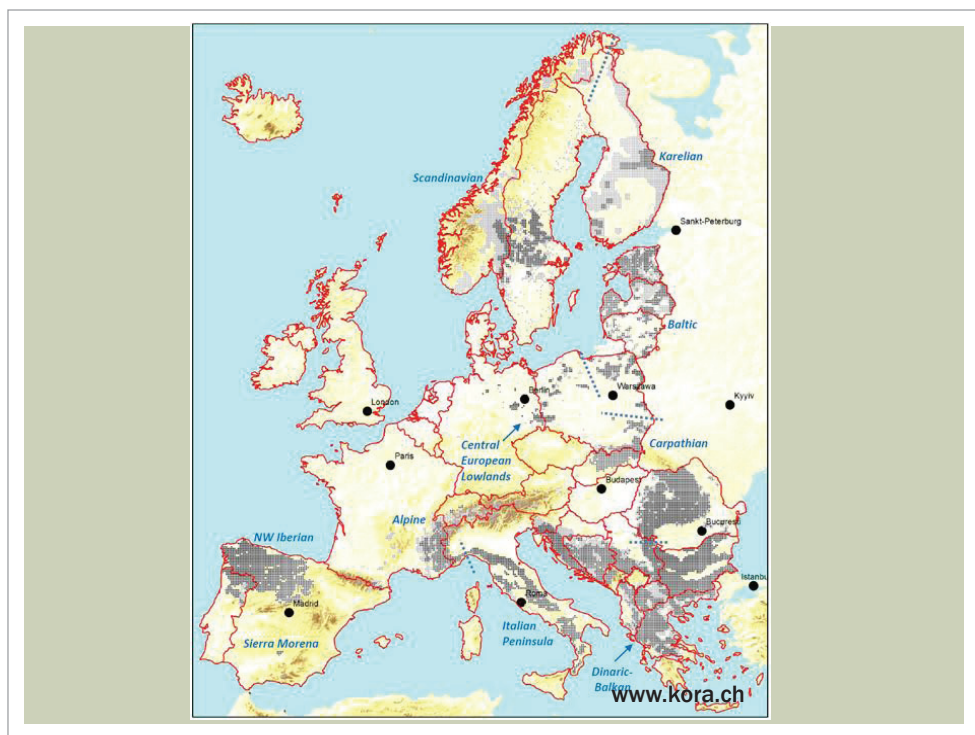 Scandinavian
Karelian
Sankt-Peterburg
Baltic
Berlin
Warszawa
London
Kyyiv
Central
European
Lowlands
Carpathian
Paris
Budapest
Alpine
Bucuresti
NW Iberian
Istanbu
Madrid
Roma
Sierra Morena
Italian
Peninsula
Dinaric-
Balkan
www.kora.ch